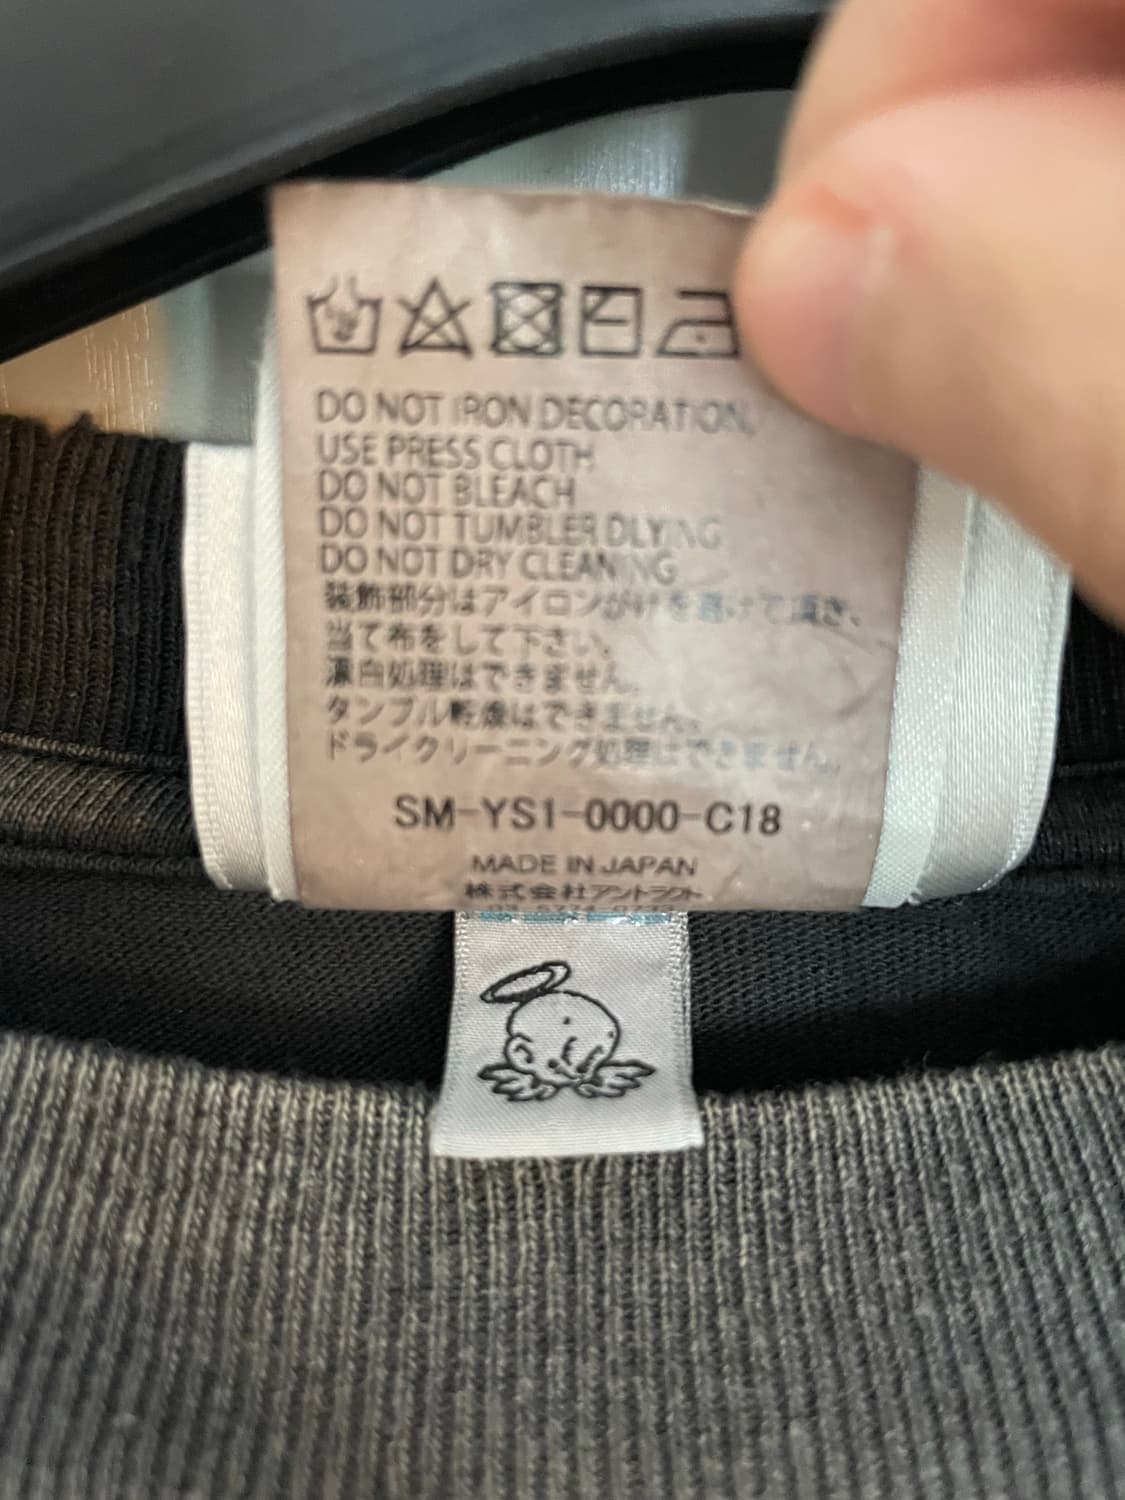 DO NOT IRON DECORATION,
USE PRESS CLOTH
DO NOT BLEACH
DO NOT TUMBLER DLYING
DO NOT DRY CLEANING
装飾部分はアイロンがけを避けて頂き、
当て布をして下さい。
漂白処理はできません。
タンブル乾燥はできません。
ドライクリーニング処理はできません。
SM-YS1-0000-C18
MADE IN JAPAN
株式会社アントラクト